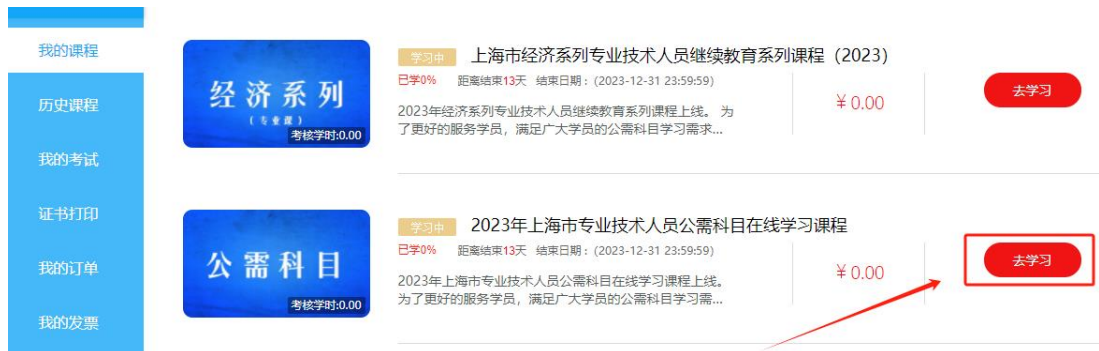 我的课程
历史课程
我的考试
证书打印
我的订单
我的发票
经济系列
(专业课)
考核学时:0.00
学习中 上海市经济系列专业技术人员继续教育系列课程（2023）
已学0% 距离结束13天 结束日期：(2023-12-31 23:59:59)
2023年经济系列专业技术人员继续教育系列课程上线。 为
了更好的服务学员，满足广大学员的公需科目学习需求...
¥ 0.00
去学习
公需科目
考核学时:0.00
学习中 2023年上海市专业技术人员公需科目在线学习课程
已学0% 距离结束13天 结束日期：(2023-12-31 23:59:59)
2023年上海市专业技术人员公需科目在线学习课程上线。
为了更好的服务学员，满足广大学员的公需科目学习需...
¥ 0.00
去学习